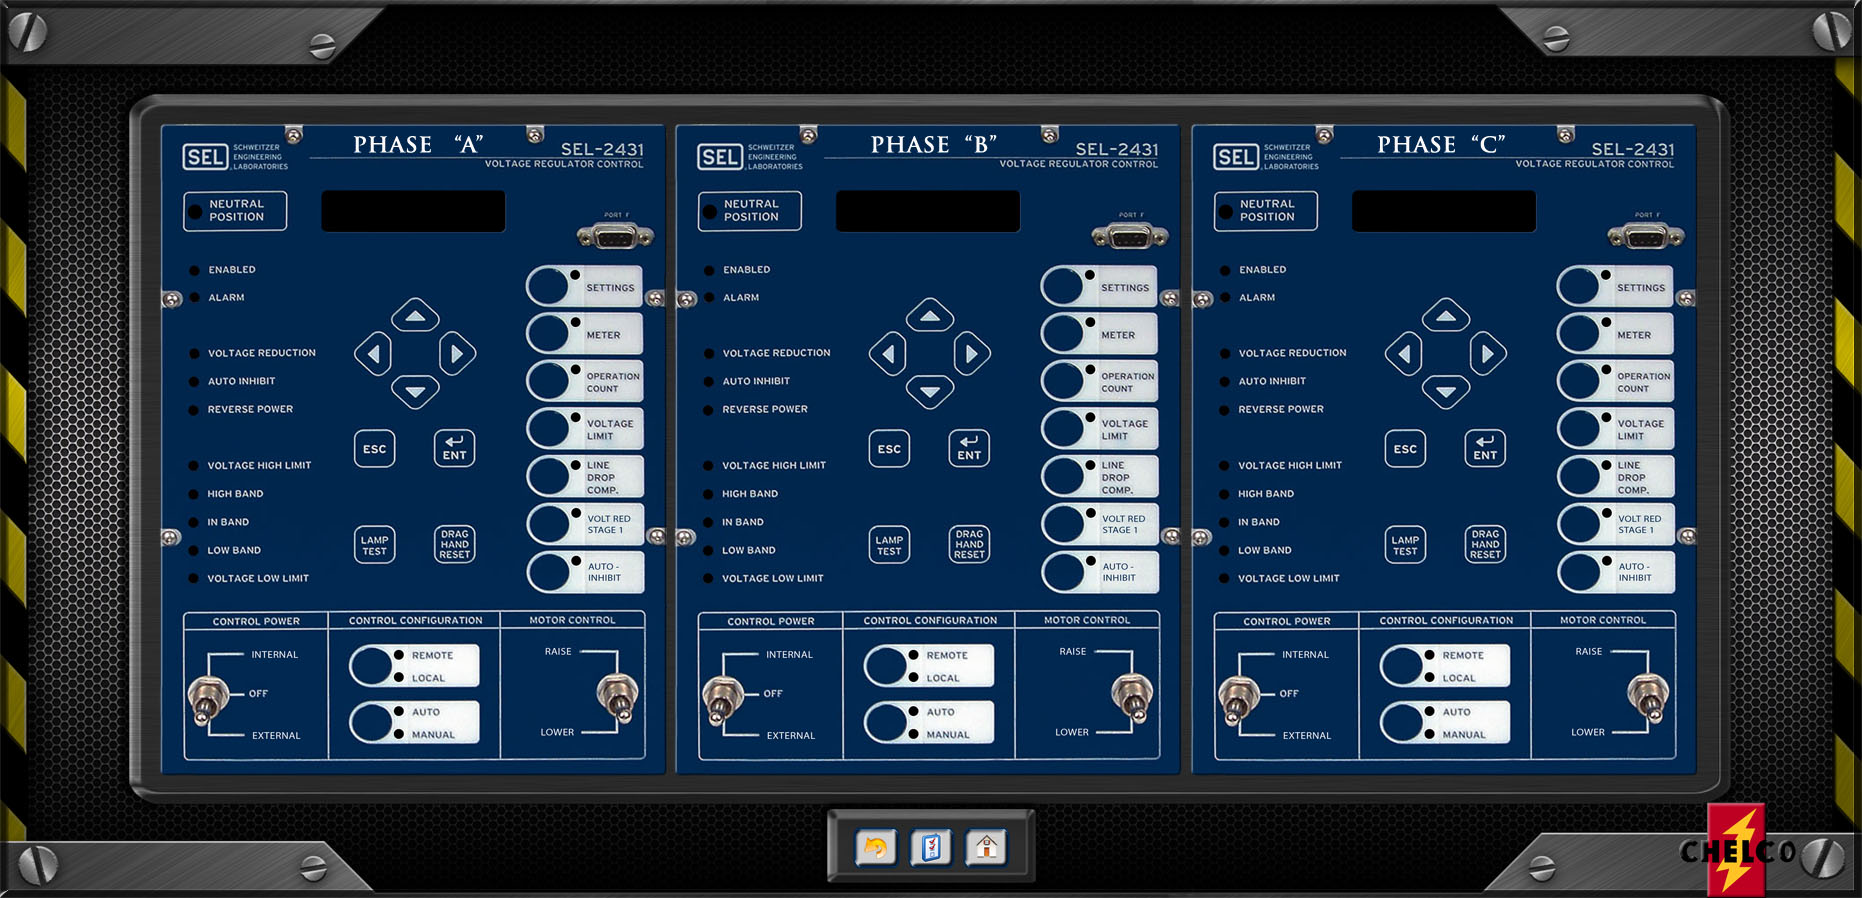 PHASE "A"
SEL
SCHWEITZER
ENGINEERING
LABORATORIES
SEL-2431
VOLTAGE REGULATOR CONTROL
NEUTRAL
POSITION
PORT F
ENABLED
ALARM
VOLTAGE REDUCTION
AUTO INHIBIT
REVERSE POWER
VOLTAGE HIGH LIMIT
HIGH BAND
IN BAND
LOW BAND
VOLTAGE LOW LIMIT
ESC
ENT
LAMP
TEST
DRAG
HAND
RESET
SETTINGS
METER
OPERATION
COUNT
VOLTAGE
LIMIT
LINE
DROP
COMP.
VOLT RED
STAGE 1
AUTO -
INHIBIT
CONTROL POWER
INTERNAL
OFF
EXTERNAL
CONTROL CONFIGURATION
REMOTE
LOCAL
AUTO
MANUAL
MOTOR CONTROL
RAISE
LOWER
PHASE "B"
SEL
SCHWEITZER
ENGINEERING
LABORATORIES
SEL-2431
VOLTAGE REGULATOR CONTROL
NEUTRAL
POSITION
PORT F
ENABLED
ALARM
VOLTAGE REDUCTION
AUTO INHIBIT
REVERSE POWER
VOLTAGE HIGH LIMIT
HIGH BAND
IN BAND
LOW BAND
VOLTAGE LOW LIMIT
ESC
ENT
LAMP
TEST
DRAG
HAND
RESET
SETTINGS
METER
OPERATION
COUNT
VOLTAGE
LIMIT
LINE
DROP
COMP.
VOLT RED
STAGE 1
AUTO -
INHIBIT
CONTROL POWER
INTERNAL
OFF
EXTERNAL
CONTROL CONFIGURATION
REMOTE
LOCAL
AUTO
MANUAL
MOTOR CONTROL
RAISE
LOWER
PHASE "C"
SEL
SCHWEITZER
ENGINEERING
LABORATORIES
SEL-2431
VOLTAGE REGULATOR CONTROL
NEUTRAL
POSITION
PORT F
ENABLED
ALARM
VOLTAGE REDUCTION
AUTO INHIBIT
REVERSE POWER
VOLTAGE HIGH LIMIT
HIGH BAND
IN BAND
LOW BAND
VOLTAGE LOW LIMIT
ESC
ENT
LAMP
TEST
DRAG
HAND
RESET
SETTINGS
METER
OPERATION
COUNT
VOLTAGE
LIMIT
LINE
DROP
COMP.
VOLT RED
STAGE 1
AUTO -
INHIBIT
CONTROL POWER
INTERNAL
OFF
EXTERNAL
CONTROL CONFIGURATION
REMOTE
LOCAL
AUTO
MANUAL
MOTOR CONTROL
RAISE
LOWER
CHELCO